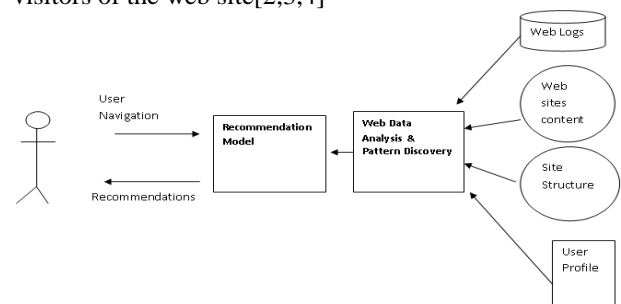 visitors of the web site[2,3,4]
Web Logs
User
Navigation
Recommendation
Model
Web Data
Analysis &
Pattern Discovery
Web
sites
content
Site
Structure
Recommendations
User
Profile